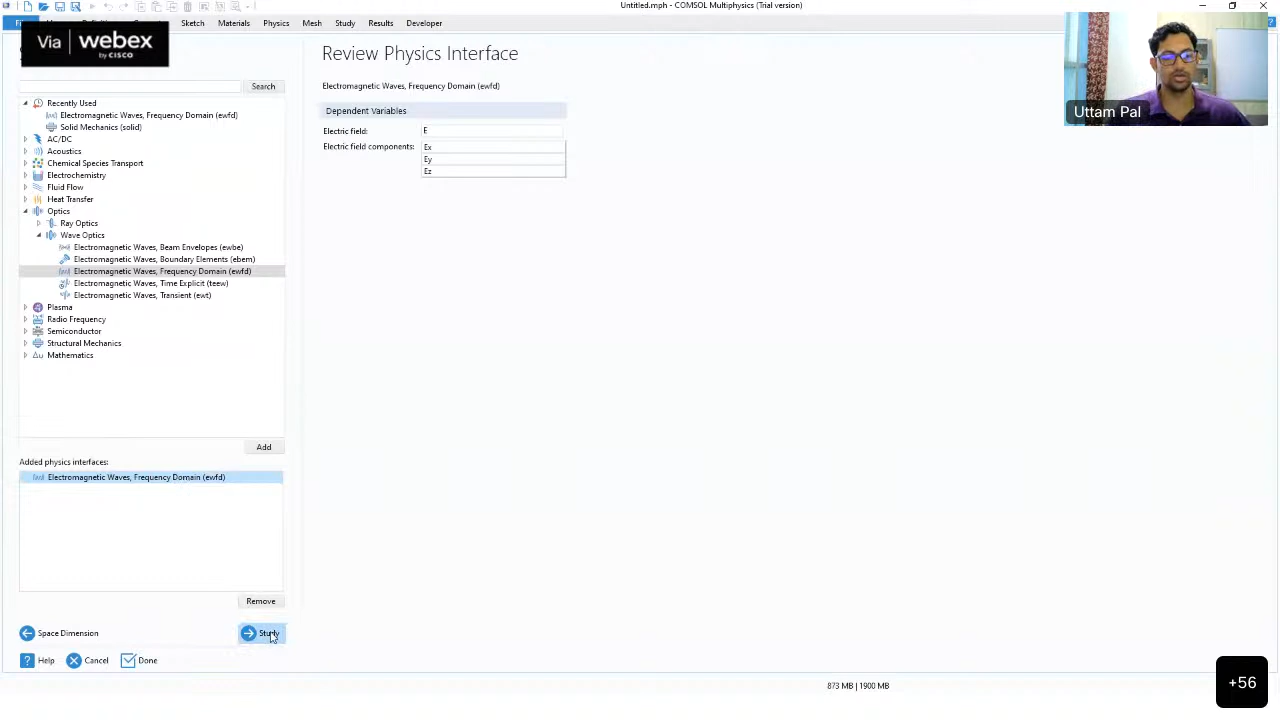 Untitled.mph - COMSOL Multiphysics (Trial version)
Sketch Materials Physics Mesh Study Results Developer
Via webex
by CISCO
Review Physics Interface
Search
Electromagnetic Waves, Frequency Domain (ewfd)
Dependent Variables
Electric field: E
Electric field components: Ex
Ey
Ez
Recently Used
Electromagnetic Waves, Frequency Domain (ewfd)
Solid Mechanics (solid)
AC/DC
Acoustics
Chemical Species Transport
Electrochemistry
Fluid Flow
Heat Transfer
Optics
Ray Optics
Wave Optics
Electromagnetic Waves, Beam Envelopes (ewbe)
Electromagnetic Waves, Boundary Elements (ebem)
Electromagnetic Waves, Frequency Domain (ewfd)
Electromagnetic Waves, Time Explicit (teew)
Electromagnetic Waves, Transient (ewt)
Plasma
Radio Frequency
Semiconductor
Structural Mechanics
Δu Mathematics
Add
Added physics interfaces:
Electromagnetic Waves, Frequency Domain (ewfd)
Remove
Space Dimension
Study
? Help Cancel Done
873 MB | 1900 MB
Uttam Pal
+56